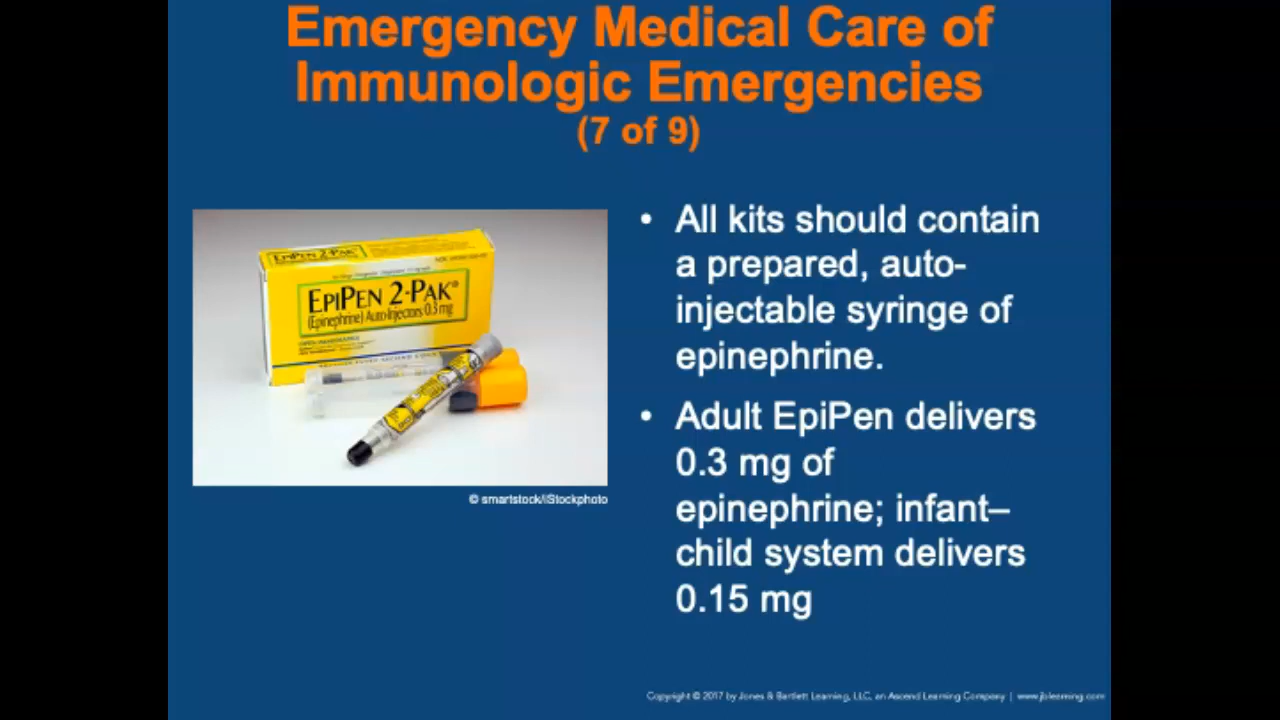 Emergency Medical Care of
Immunologic Emergencies
(7 of 9)
EPIPEN 2-PAK®
(Epinephrine) Auto-Injectors 0.3 mg
© smartstock/iStockphoto
• All kits should contain
a prepared, auto-
injectable syringe of
epinephrine.
• Adult EpiPen delivers
0.3 mg of
epinephrine; infant–
child system delivers
0.15 mg
Copyright © 2017 by Jones & Bartlett Learning, LLC, an Ascend Learning Company | www.jblearning.com